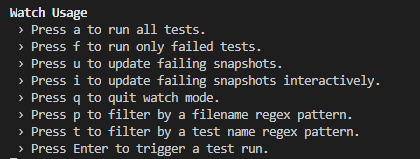 Watch Usage
› Press a to run all tests.
› Press f to run only failed tests.
› Press u to update failing snapshots.
› Press i to update failing snapshots interactively.
› Press q to quit watch mode.
› Press p to filter by a filename regex pattern.
› Press t to filter by a test name regex pattern.
› Press Enter to trigger a test run.